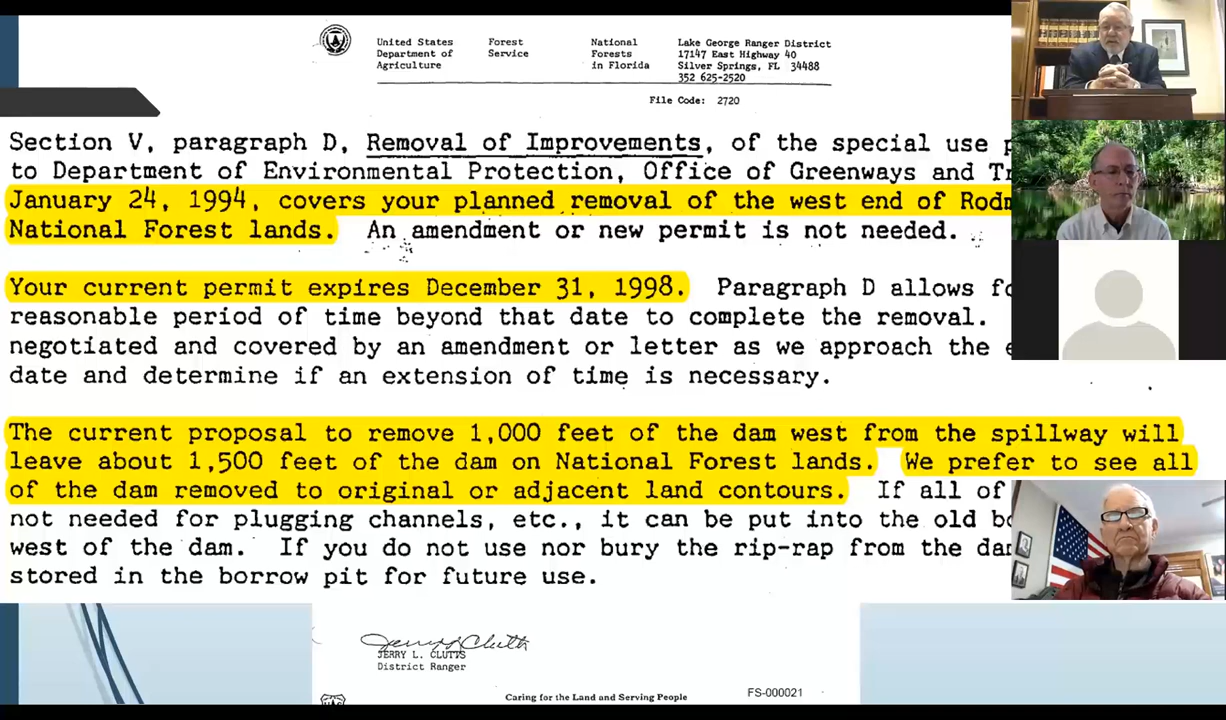 United States Department of Agriculture
Forest Service
National Forests in Florida
Lake George Ranger District
17147 East Highway 40
Silver Springs, FL 34488
352 625-2520
File Code: 2720
Section V, paragraph D, Removal of Improvements, of the special use
to Department of Environmental Protection, Office of Greenways and
January 24, 1994, covers your planned removal of the west end of
National Forest lands. An amendment or new permit is not needed.
Your current permit expires December 31, 1998. Paragraph D allows
reasonable period of time beyond that date to complete the removal.
negotiated and covered by an amendment or letter as we approach the
date and determine if an extension of time is necessary.
The current proposal to remove 1,000 feet of the dam west from the spillway will
leave about 1,500 feet of the dam on National Forest lands. We prefer to see all
of the dam removed to original or adjacent land contours. If all of
not needed for plugging channels, etc., it can be put into the old
west of the dam. If you do not use nor bury the rip-rap from the
stored in the borrow pit for future use.
JERRY L. CLUTTS
District Ranger
Caring for the Land and Serving People
FS-000021